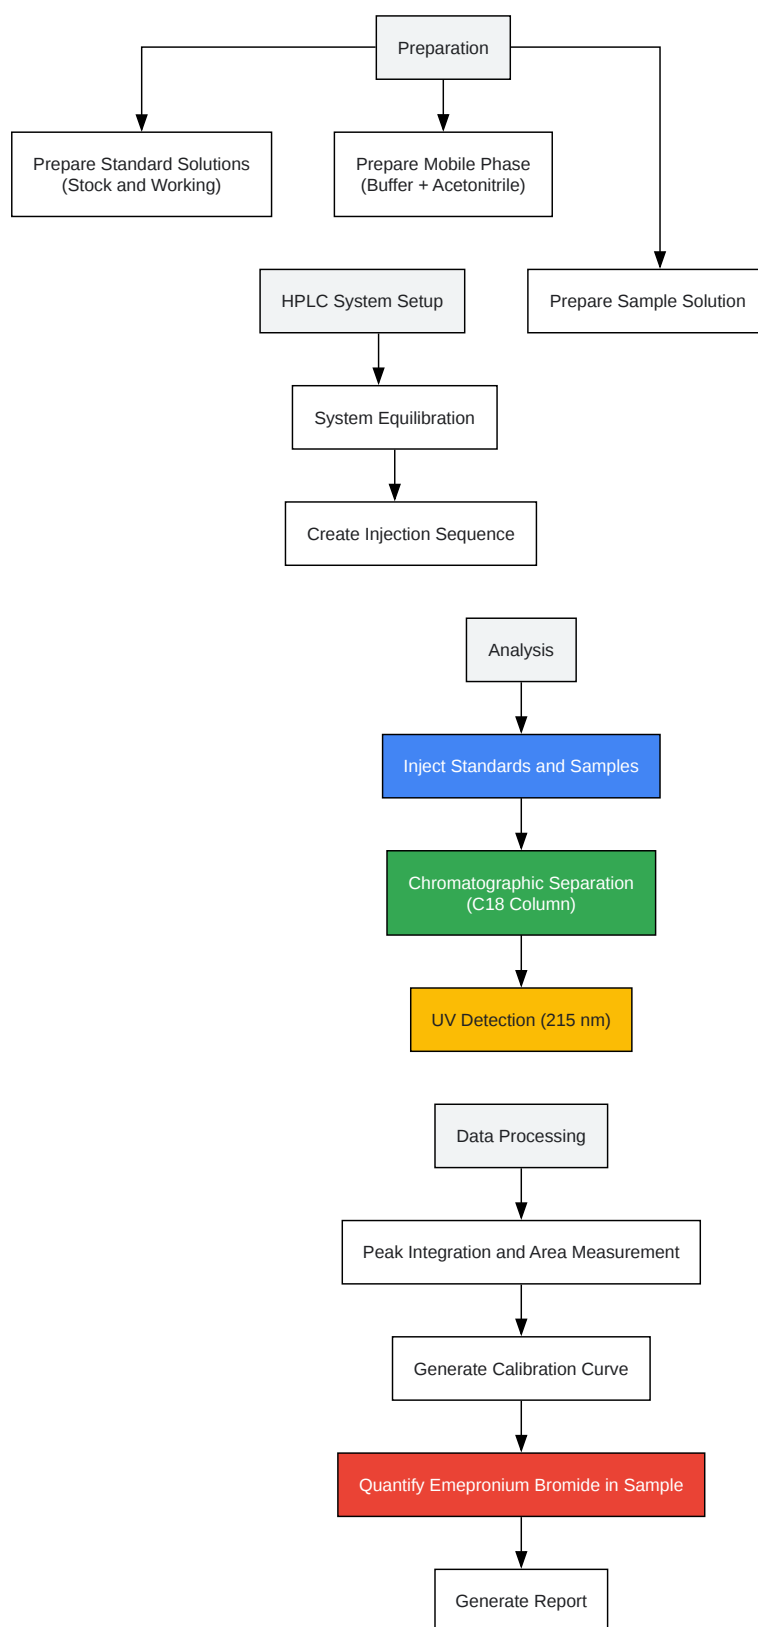 Preparation
Prepare Standard Solutions
(Stock and Working)
Prepare Mobile Phase
(Buffer + Acetonitrile)
HPLC System Setup
Prepare Sample Solution
System Equilibration
Create Injection Sequence
Analysis
Inject Standards and Samples
Chromatographic Separation
(C18 Column)
UV Detection (215 nm)
Data Processing
Peak Integration and Area Measurement
Generate Calibration Curve
Quantify Emepronium Bromide in Sample
Generate Report